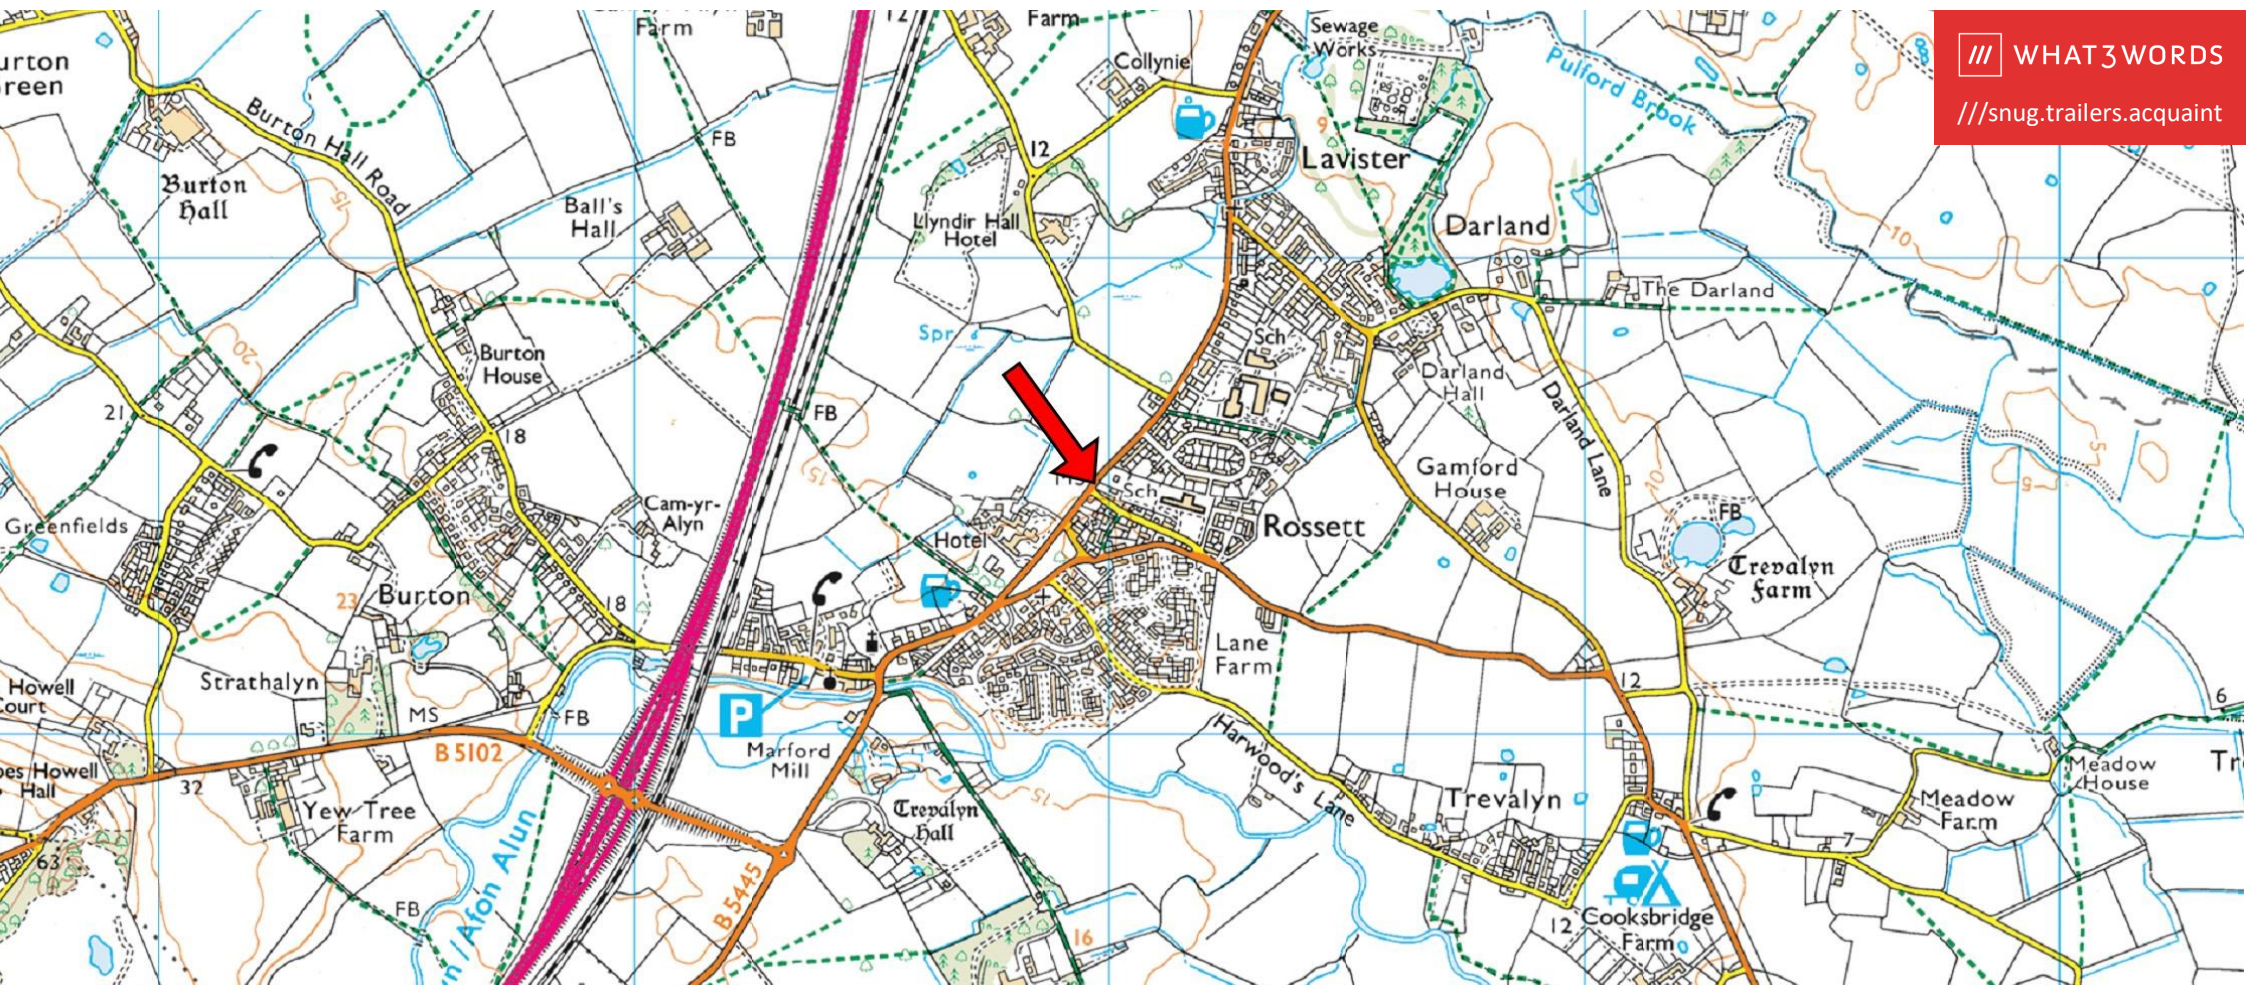 Farm
12
Farm
Sewage
Works
WHAT3WORDS
///snug.trailers.acquaint
Collynie
Pulford Brook
Burton Hall Road
FB
12
9
Lavister
Burton
Hall
15
Ball's
Hall
Llyndir Hall
Hotel
Darland
10
The Darland
Spr
20
Burton
House
Sch
Darland
Hall
Darland Lane
21
18
FB
5
15
Gamford
House
10
5
Sch
Greenfields
Cam-yr-
Alyn
Rossett
Hotel
FB
Trevalyn
Farm
23
Burton
18
Lane
Farm
Strathalyn
12
6
Howell
Court
MS
FB
P
B 5102
Marford
Mill
Harwood's Lane
Meadow
House
Howell
Hall
32
Yew Tree
Farm
Trevalyn
Hall
15
Trevalyn
Meadow
Farm
7
63
Afon Alun
B 5445
FB
16
12
Cooksbridge
Farm